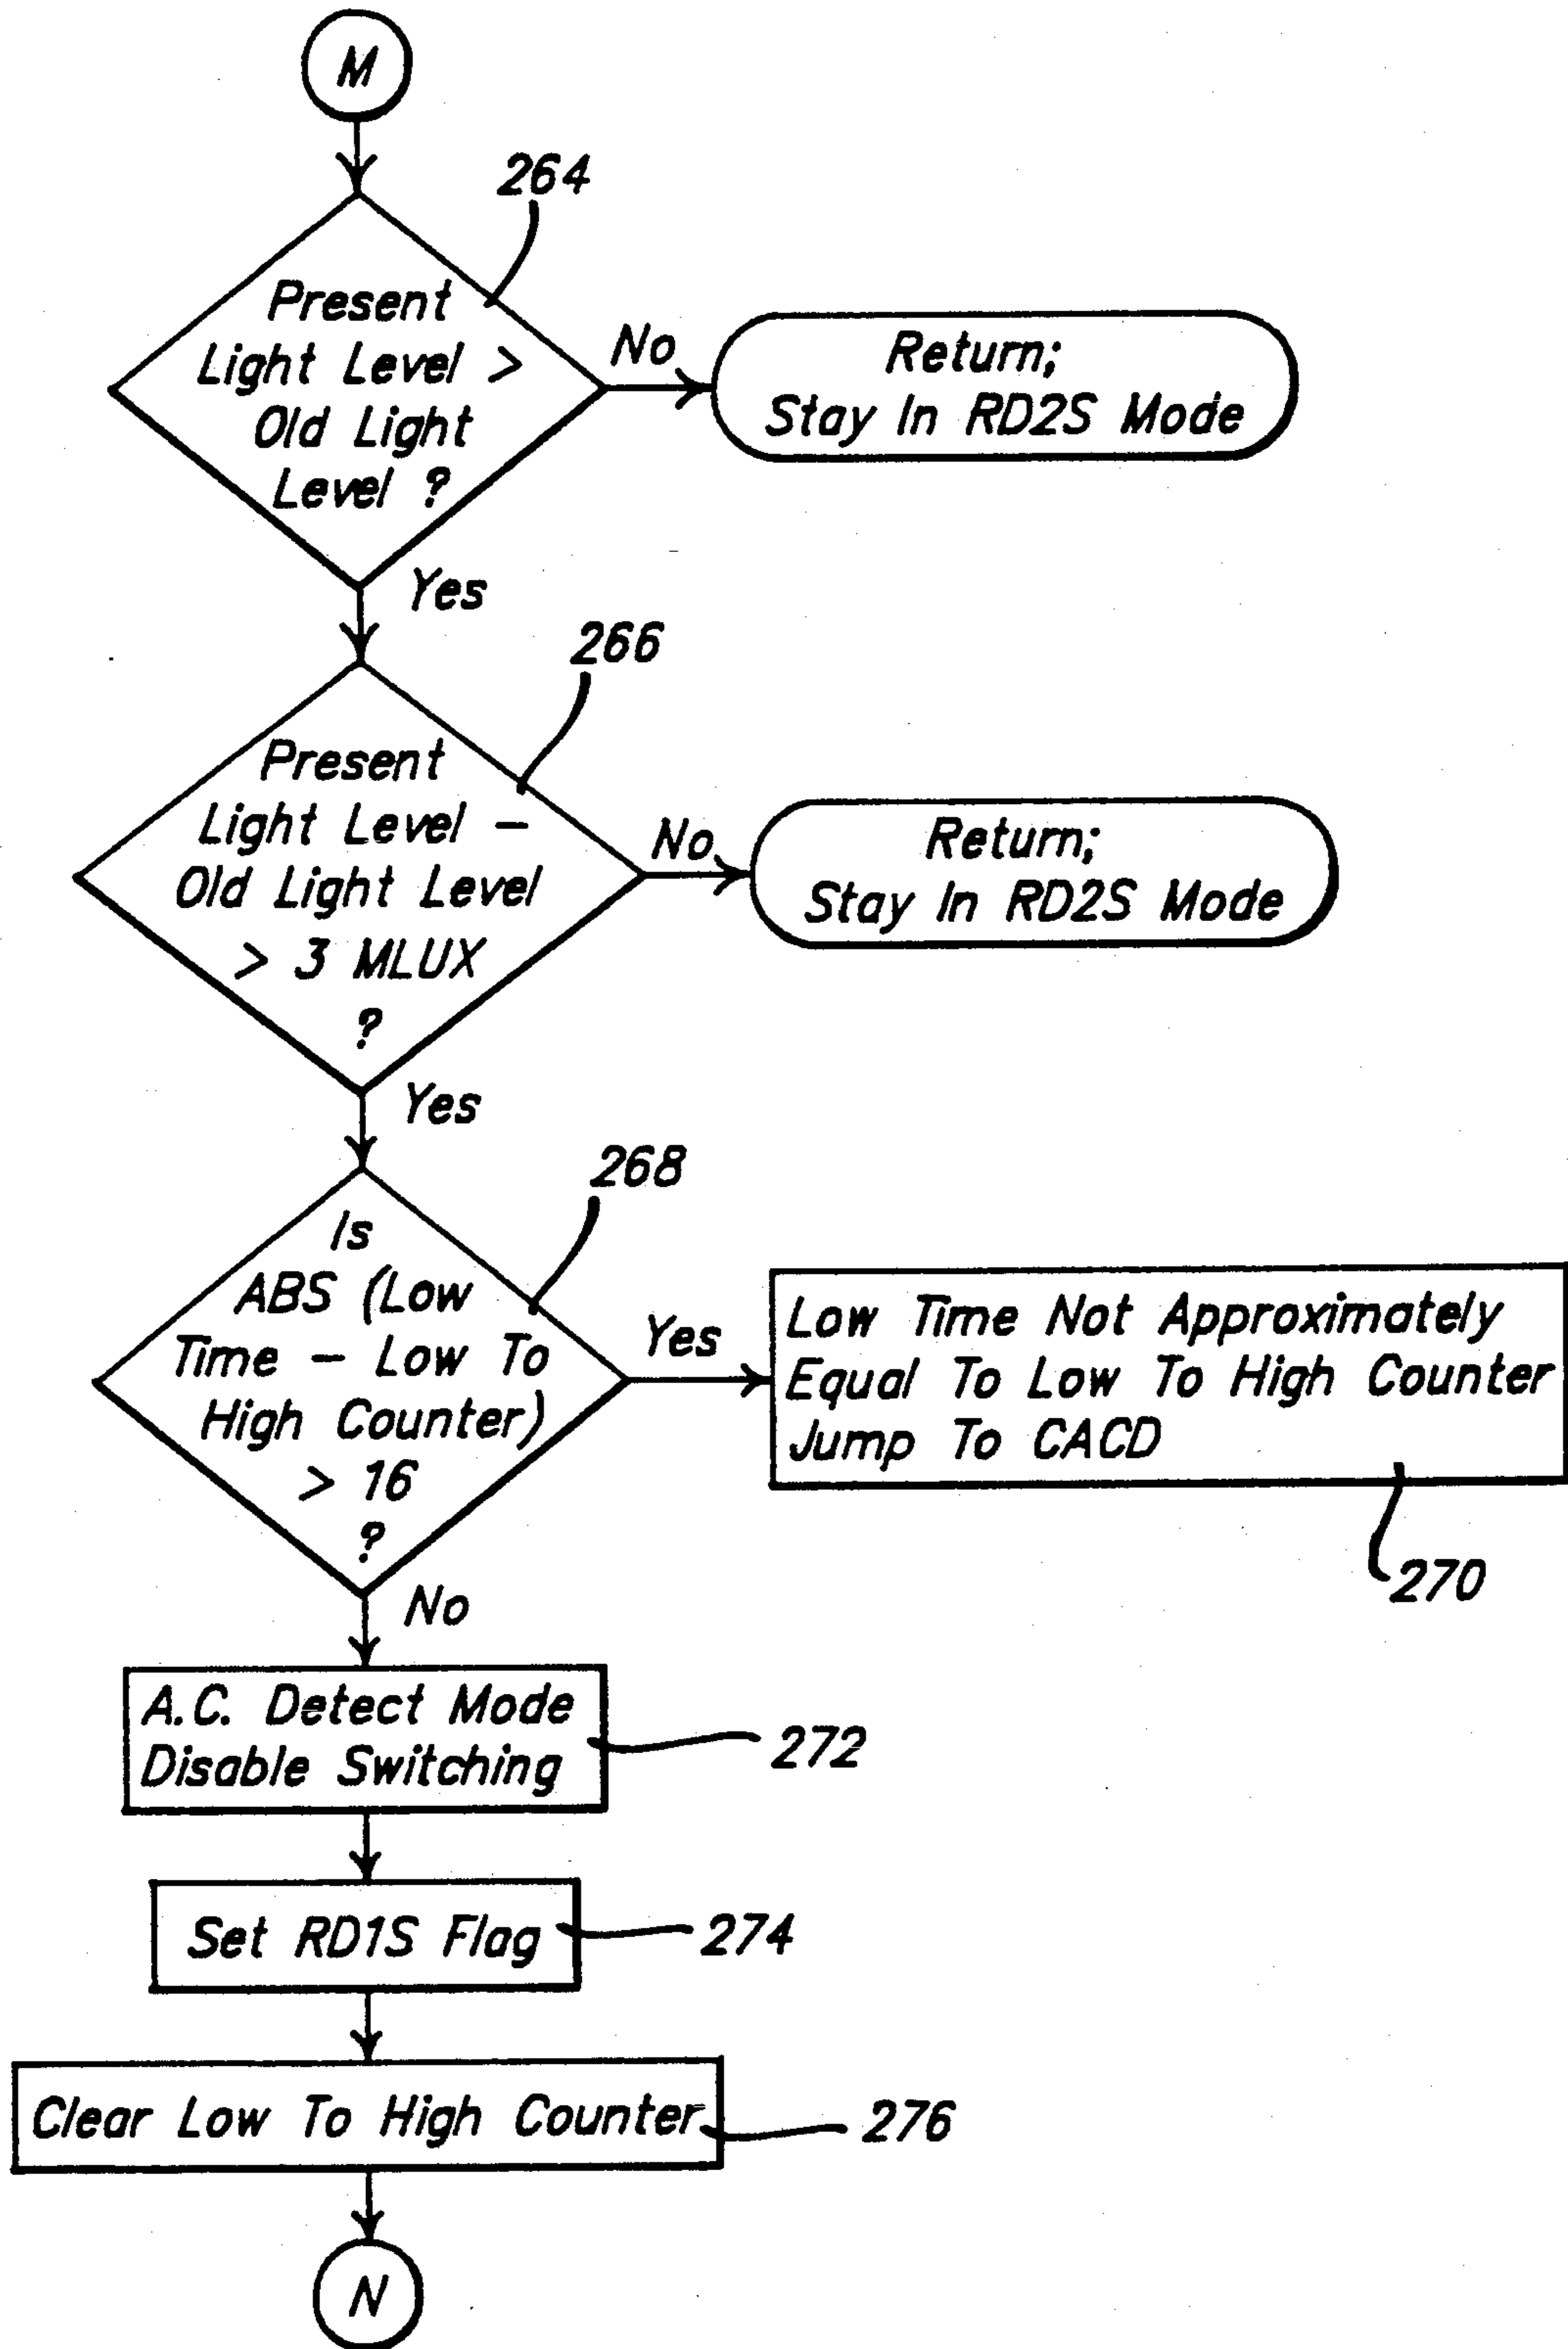 M
264
Present
Light Level >
Old Light
Level ?
No
Return;
Stay In RD2S Mode
Yes
266
Present
Light Level –
Old Light Level
> 3 MLUX
?
No
Return;
Stay In RD2S Mode
Yes
268
Is
ABS (Low
Time – Low To
High Counter)
> 16
?
Yes
Low Time Not Approximately
Equal To Low To High Counter
Jump To CACD
270
No
A.C. Detect Mode
Disable Switching
272
Set RD1S Flag
274
Clear Low To High Counter
276
N